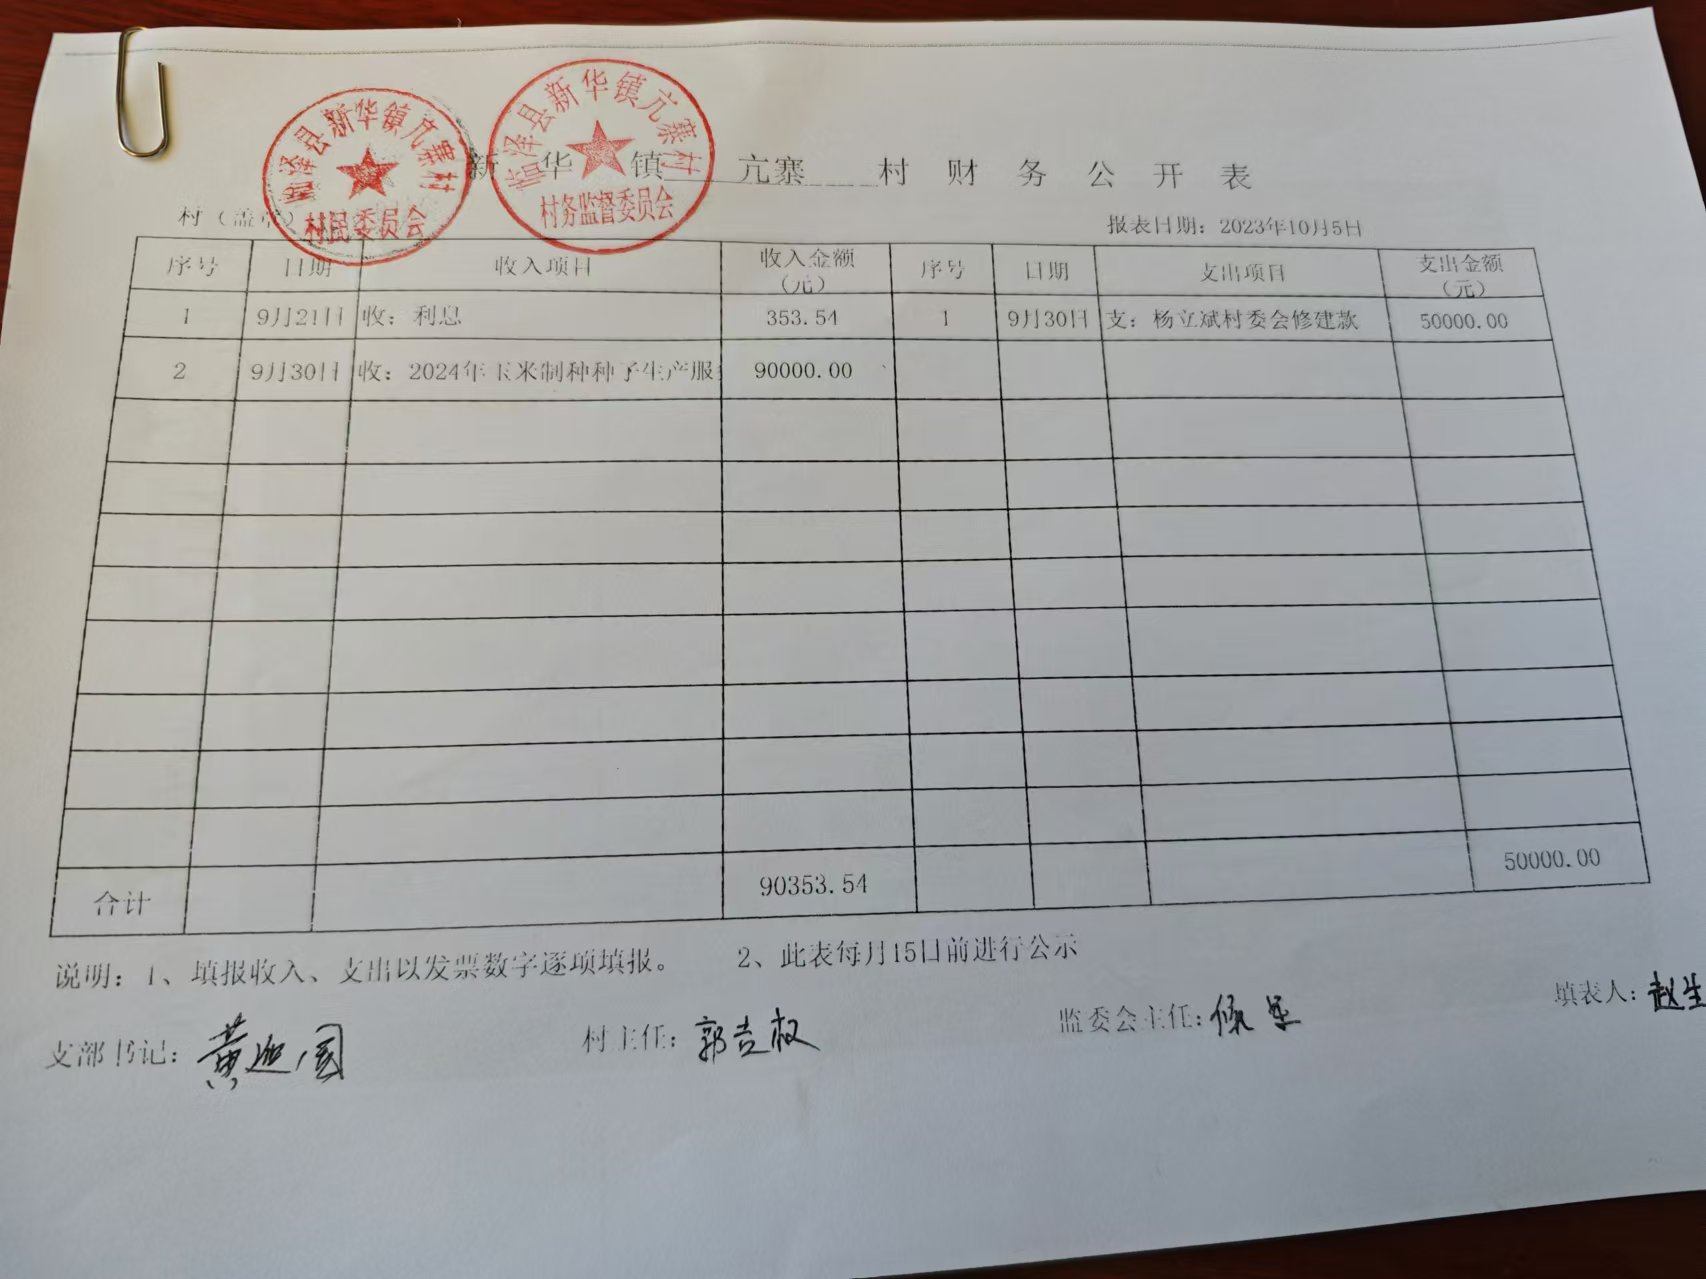 临泽县新华镇亢寨村
村民委员会
临泽县新华镇亢寨村
村务监督委员会
新华镇 亢寨 村财务公开表
村（盖章） 报表日期：2023年10月5日
序号 日期 收入项目 收入金额（元） 序号 日期 支出项目 支出金额（元）
1 9月21日 收：利息 353.54 1 9月30日 支：杨立斌村委会修建款 50000.00
2 9月30日 收：2024年玉米制种种子生产服 90000.00
合计 90353.54 50000.00
说明：1、填报收入、支出以发票数字逐项填报。 2、此表每月15日前进行公示
支部书记： 村主任：郭吉权 监委会主任： 填表人：赵生